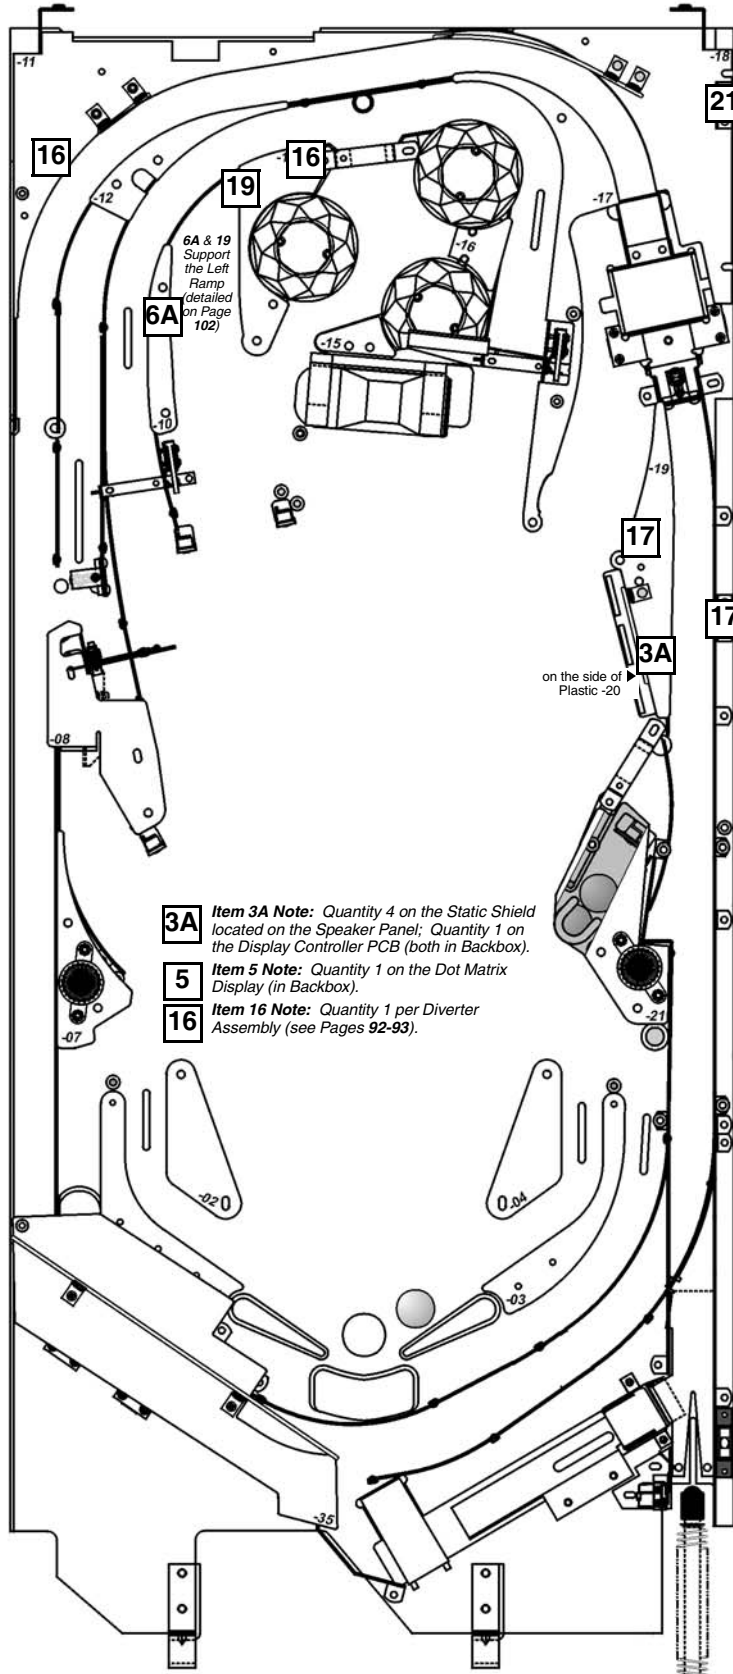 -11
-18
21
16
-1
16
19
-12
-17
6A & 19
Support
the Left
Ramp
(detailed
on Page
102)
-16
6A
-15
-10
-19
17
17
3A
on the side of ▶
Plastic -20
-08
3A Item 3A Note: Quantity 4 on the Static Shield
located on the Speaker Panel; Quantity 1 on
the Display Controller PCB (both in Backbox).
5 Item 5 Note: Quantity 1 on the Dot Matrix
Display (in Backbox).
16 Item 16 Note: Quantity 1 per Diverter
Assembly (see Pages 92-93).
-07
-21
-02
-04
-03
-35